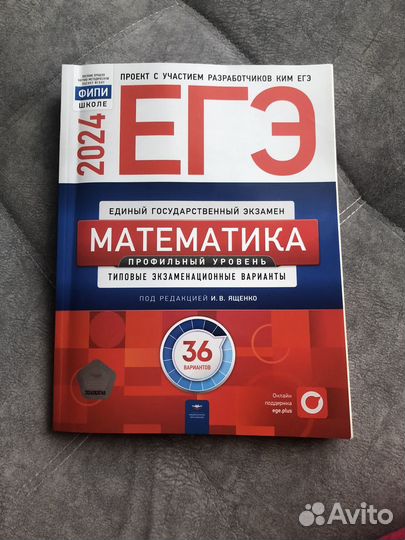 ПРОЕКТ С УЧАСТИЕМ РАЗРАБОТЧИКОВ КИМ ЕГЭ
ФИПИ
ШКОЛЕ
2024
ЕГЭ
ЕДИНЫЙ ГОСУДАРСТВЕННЫЙ ЭКЗАМЕН
МАТЕМАТИКА
ПРОФИЛЬНЫЙ УРОВЕНЬ
ТИПОВЫЕ ЭКЗАМЕНАЦИОННЫЕ ВАРИАНТЫ
ПОД РЕДАКЦИЕЙ И. В. ЯЩЕНКО
36
ВАРИАНТОВ
Онлайн
поддержка
ege.plus
Avito